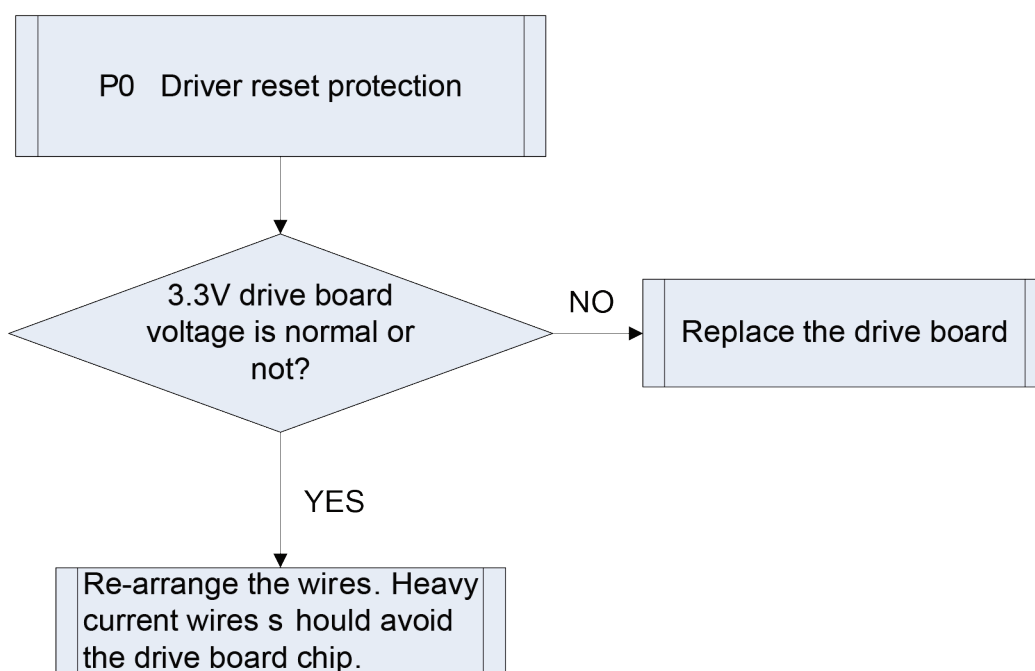 P0 Driver reset protection
3.3V drive board
voltage is normal or
not?
NO
Replace the drive board
YES
Re-arrange the wires. Heavy
current wires s hould avoid
the drive board chip.